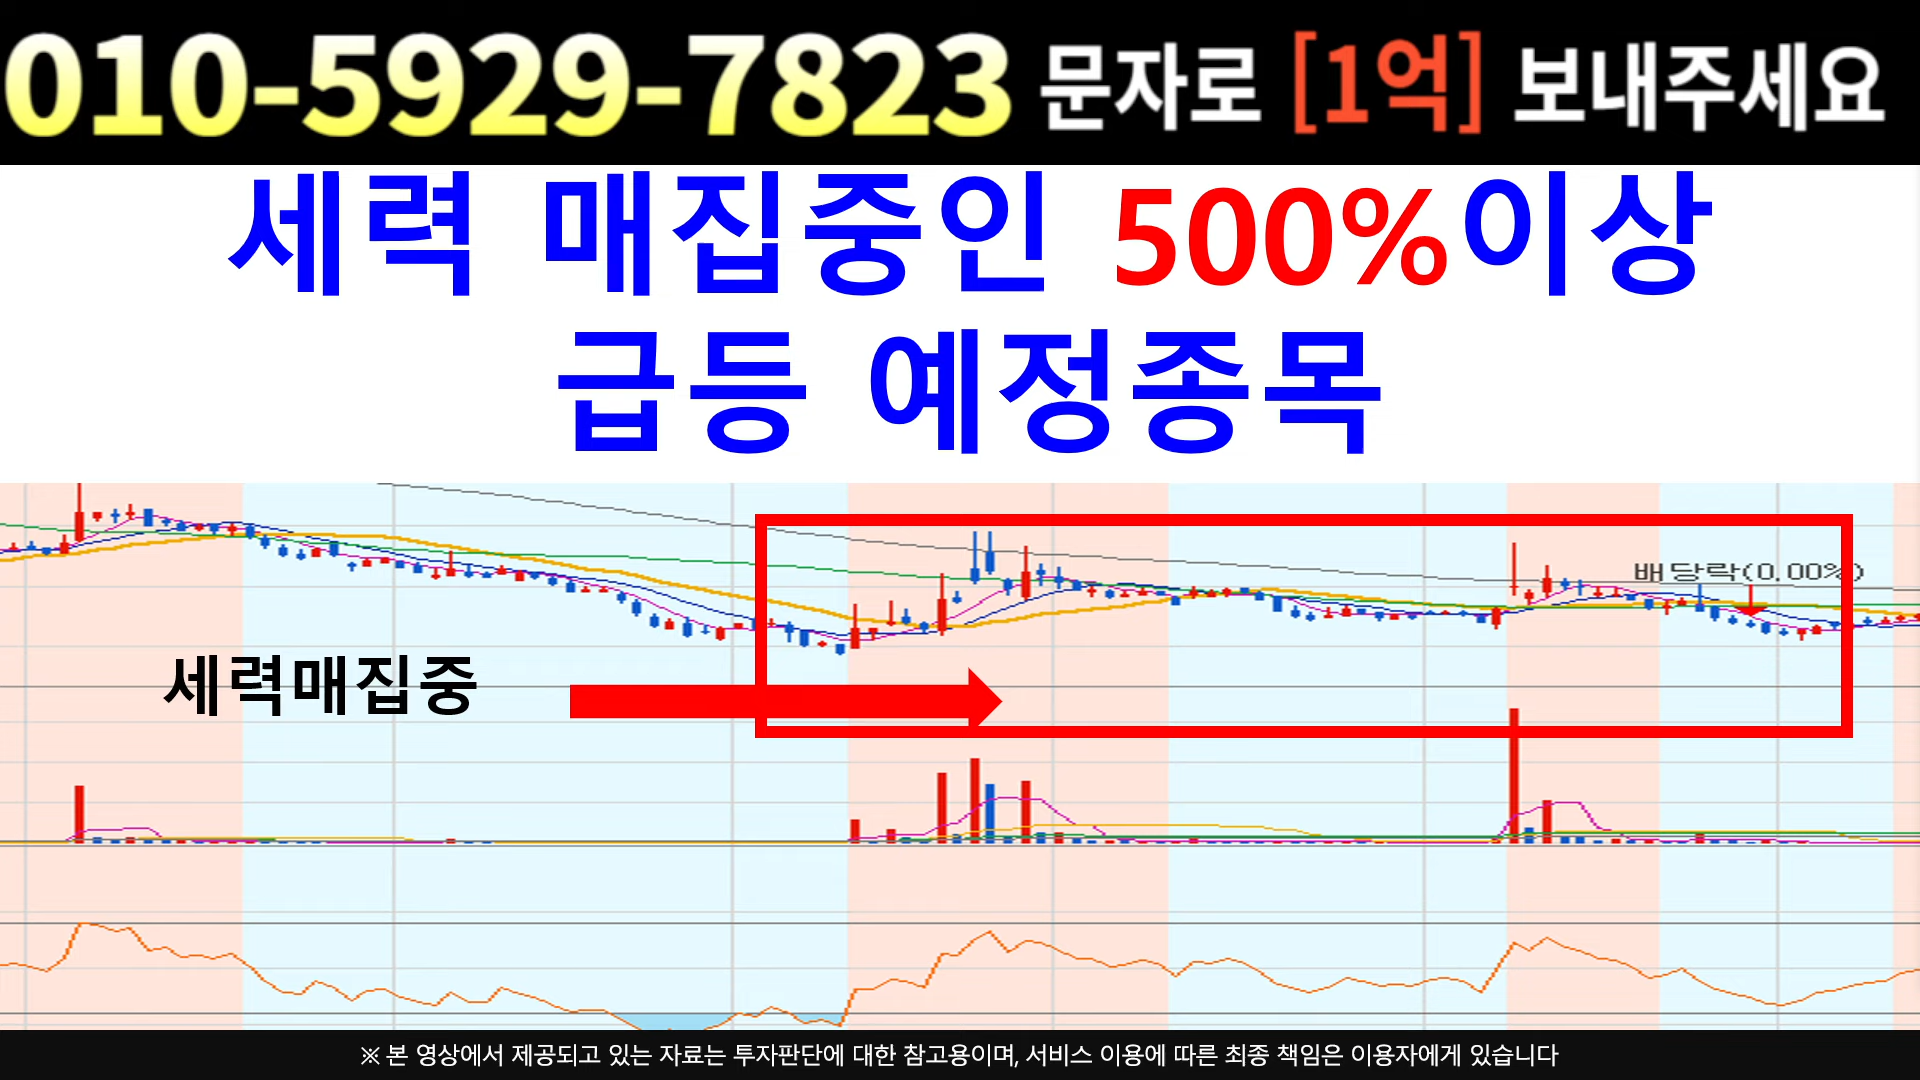 010-5929-7823 문자로 [1억] 보내주세요
세력 매집중인 500%이상
급등 예정종목
배당락(0.00%)
세력매집중
※ 본 영상에서 제공되고 있는 자료는 투자판단에 대한 참고용이며, 서비스 이용에 따른 최종 책임은 이용자에게 있습니다